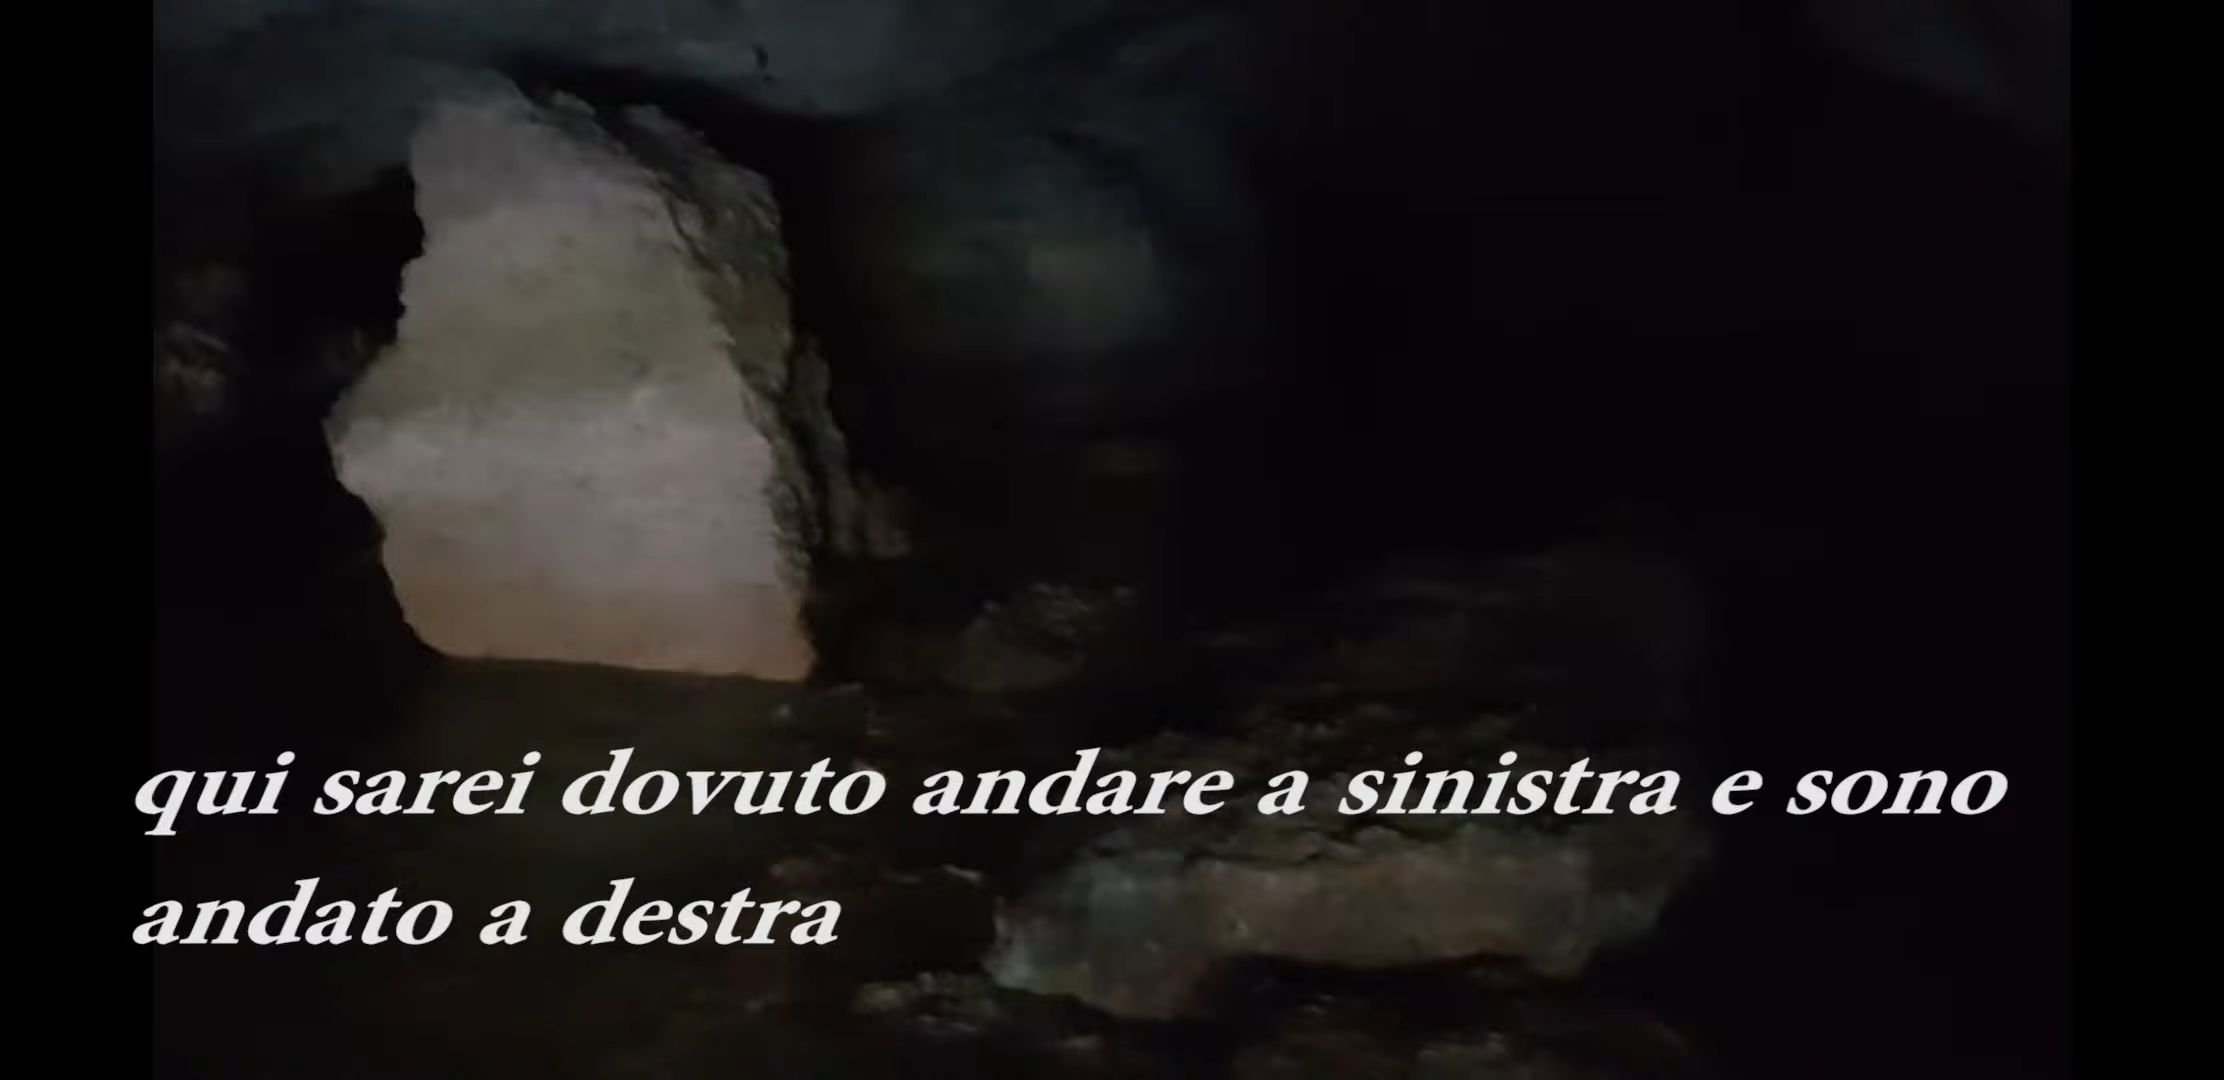 qui sarei dovuto andare a sinistra e sono
andato a destra